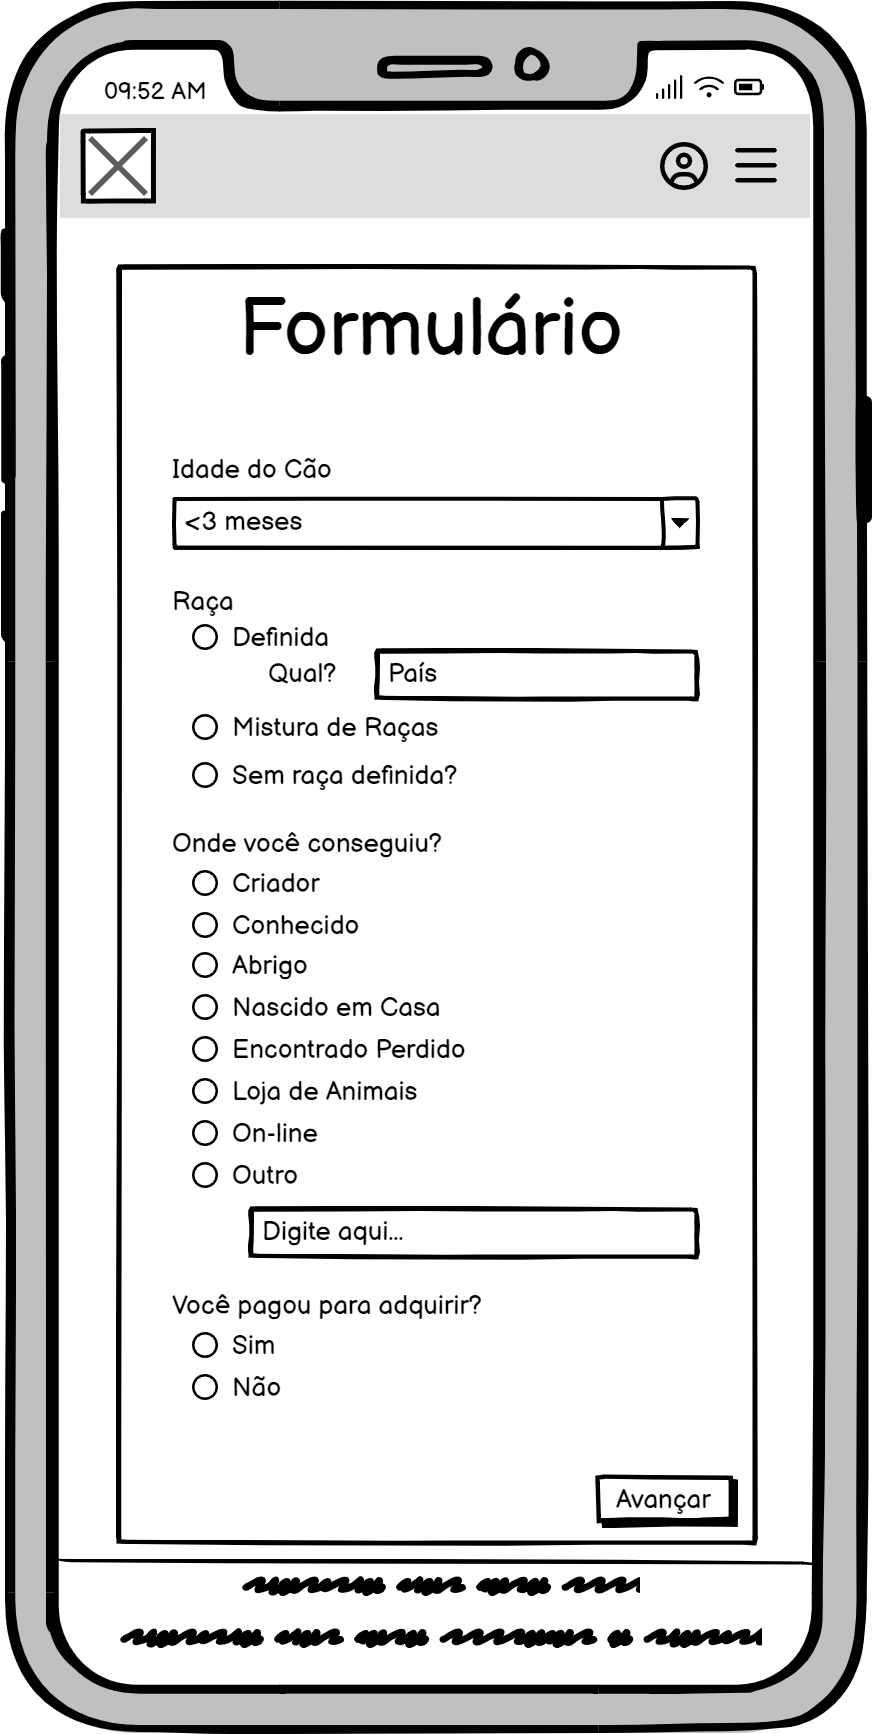 09:52 AM
Formulário
Idade do Cão
<3 meses
Raça
Definida
Qual?
País
Mistura de Raças
Sem raça definida?
Onde você conseguiu?
Criador
Conhecido
Abrigo
Nascido em Casa
Encontrado Perdido
Loja de Animais
On-line
Outro
Digite aqui...
Você pagou para adquirir?
Sim
Não
Avançar